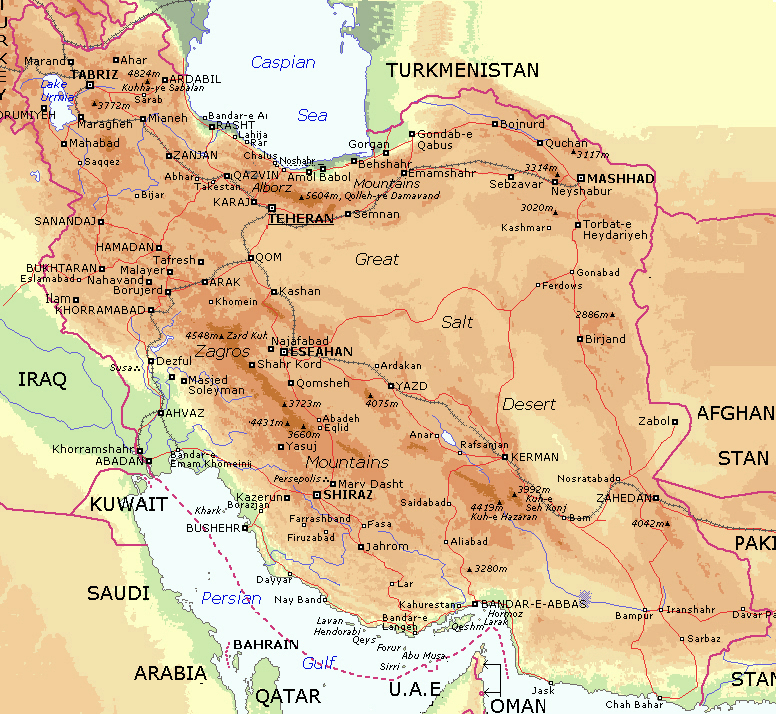 TURKEY
Caspian
Sea
TURKMENISTAN
Marand
Ahar
TABRIZ
4824m
ARDABIL
Kuhha-ye Sabalan
Lake
Urmia
Sarab
3772m
ORUMIYEH
Maragheh
Mianeh
Bandar-e An
RASHT
Lahija
Rar
Mahabad
Saqqez
ZANJAN
Chalus
Noshahr
Gorgan
Gondab-e
Qabus
Bojnurd
Quchan
3117m
3314m
Behshahr
Emamshahr
Amol
Babol
Abhar
QAZVIN
Takestan
Alborz
Mountains
5604m, Qolleh-ye Damavand
Sebzavar
Neyshabur
MASHHAD
Bijar
KARAJ
TEHERAN
Semnan
3020m
Kashmar
Torbat-e
Heydariyeh
SANANDAJ
HAMADAN
Tafresh
QOM
Great
BUKHTARAN
Malayer
Eslamabad
Nahavand
Borujerd
ARAK
Kashan
Gonabad
Ferdows
Ilam
KHORRAMABAD
Khomein
Salt
2886m
Birjand
4548m
Zard Kuh
Najafabad
ESFAHAN
Zagros
Shahr Kord
Dezful
Susa
Ardakan
IRAQ
Masjed
Soleyman
Qomsheh
YAZD
4075m
Desert
3723m
AHVAZ
4431m
3660m
Abadeh
Eqlid
Zabol
AFGHAN
STAN
Anar
Rafsanjan
Yasuj
Khorramshahr
ABADAN
Bandar-e
Emam Khomeini
Mountains
KERMAN
Persepolis
Marv Dasht
Nosratabad
ZAHEDAN
KUWAIT
Kazerun
SHIRAZ
Khark
Borazjan
Saidabad
3992m
Kuh-e
Seh Konj
4419m
Kuh-e Hazaran
Bam
4042m
BUSHEHR
Farrashband
Firuzabad
Fasa
Jahrom
Aliabad
PAKI
3280m
SAUDI
Dayyar
Lar
Persian
Nay Band
Kahurestan
BANDAR-E-ABBAS
Hormoz
Larak
Qeshm
Iranshahr
Bampur
Davar Pa
Lavan
Hendorabi
Qeys
Bandar-e
Langeh
Sarbaz
BAHRAIN
Forur
Abu Musa
Sirri
Gulf
ARABIA
QATAR
U.A.E
OMAN
Jask
Chah Bahar
STAN